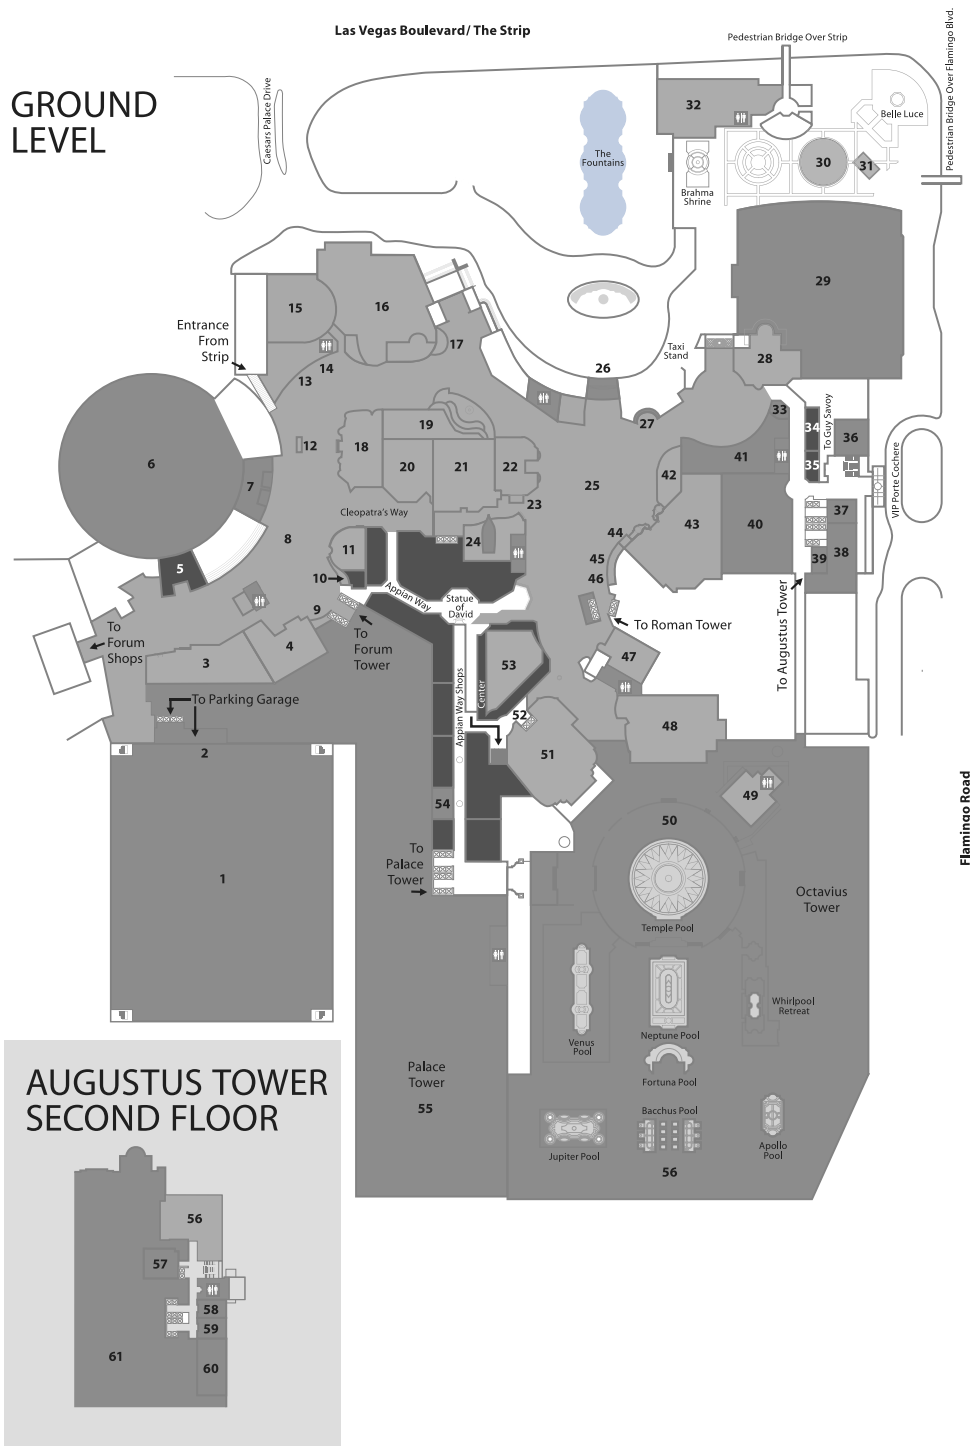 Las Vegas Boulevard/ The Strip
GROUND
LEVEL
Caesars Palace Drive
Pedestrian Bridge Over Strip
Pedestrian Bridge Over Flamingo Blvd.
32
Belle Luce
The
Fountains
30
31
Brahma
Shrine
29
15
16
Entrance
From
Strip
17
Taxi
Stand
14
13
26
28
27
33
34
To Guy Savoy
36
19
12
18
20
21
22
41
35
6
42
25
7
VIP Porte Cochere
23
Cleopatra's Way
37
43
40
44
8
24
11
45
38
39
5
10
46
Appian Way
Statue
of
David
To Augustus Tower
9
To
Forum
Shops
To
Forum
Tower
To Roman Tower
4
3
53
47
Center
Appian Way Shops
To Parking Garage
52
48
2
51
49
54
50
Flamingo Road
To
Palace
Tower
1
Octavius
Tower
Temple Pool
Whirlpool
Retreat
Venus
Pool
Neptune Pool
Fortuna Pool
Palace
Tower
55
Bacchus Pool
Jupiter Pool
Apollo
Pool
56
AUGUSTUS TOWER
SECOND FLOOR
56
57
58
59
61
60